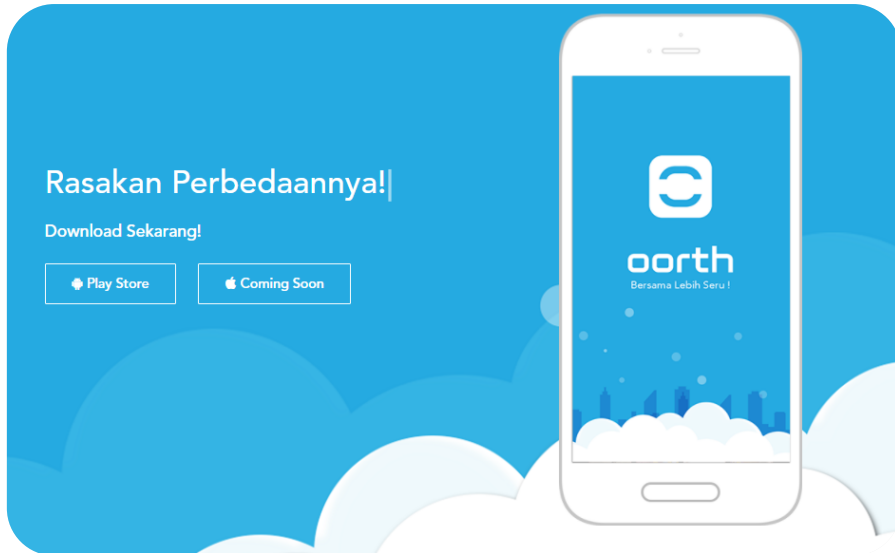 Rasakan Perbedaannya!
Download Sekarang!
Play Store
Coming Soon
oorth
Bersama Lebih Seru !